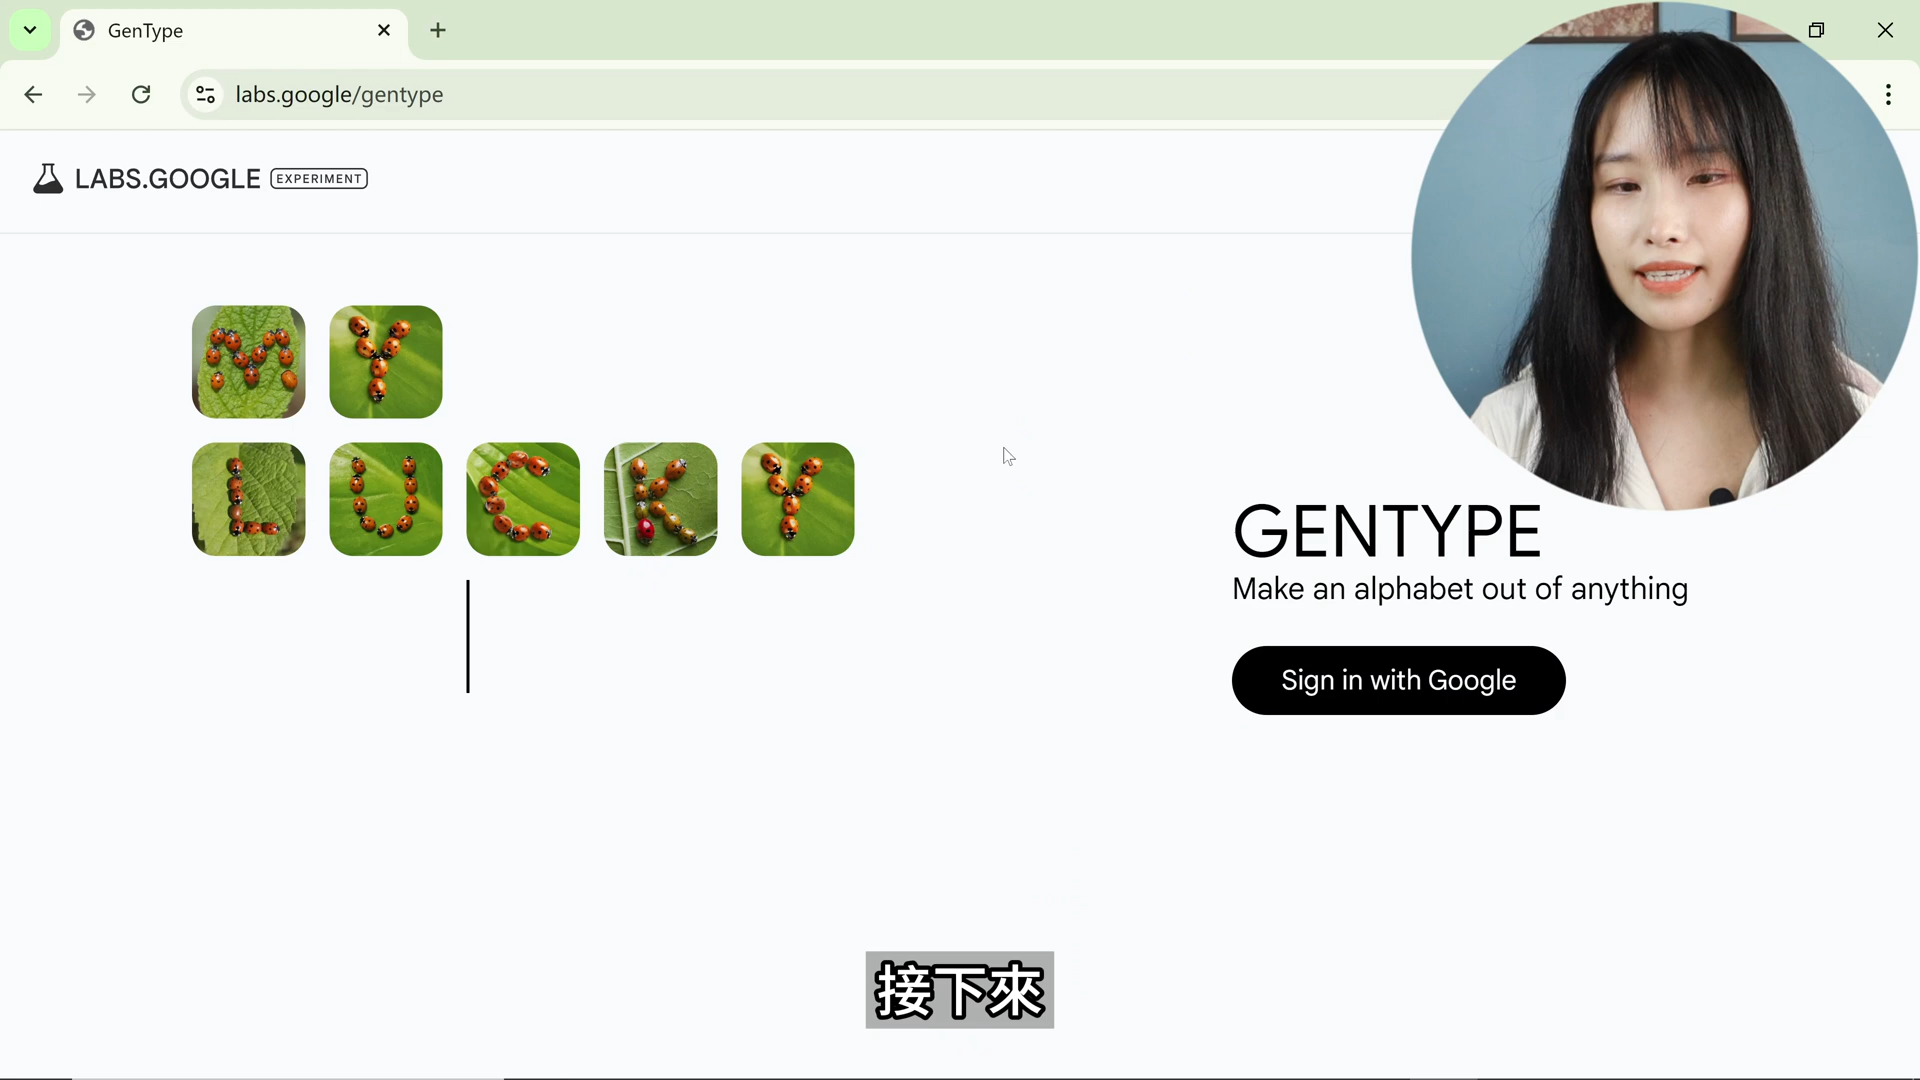 GenType
labs.google/gentype
LABS.GOOGLE EXPERIMENT
MY
LUCKY
GENTYPE
Make an alphabet out of anything
Sign in with Google
接下來